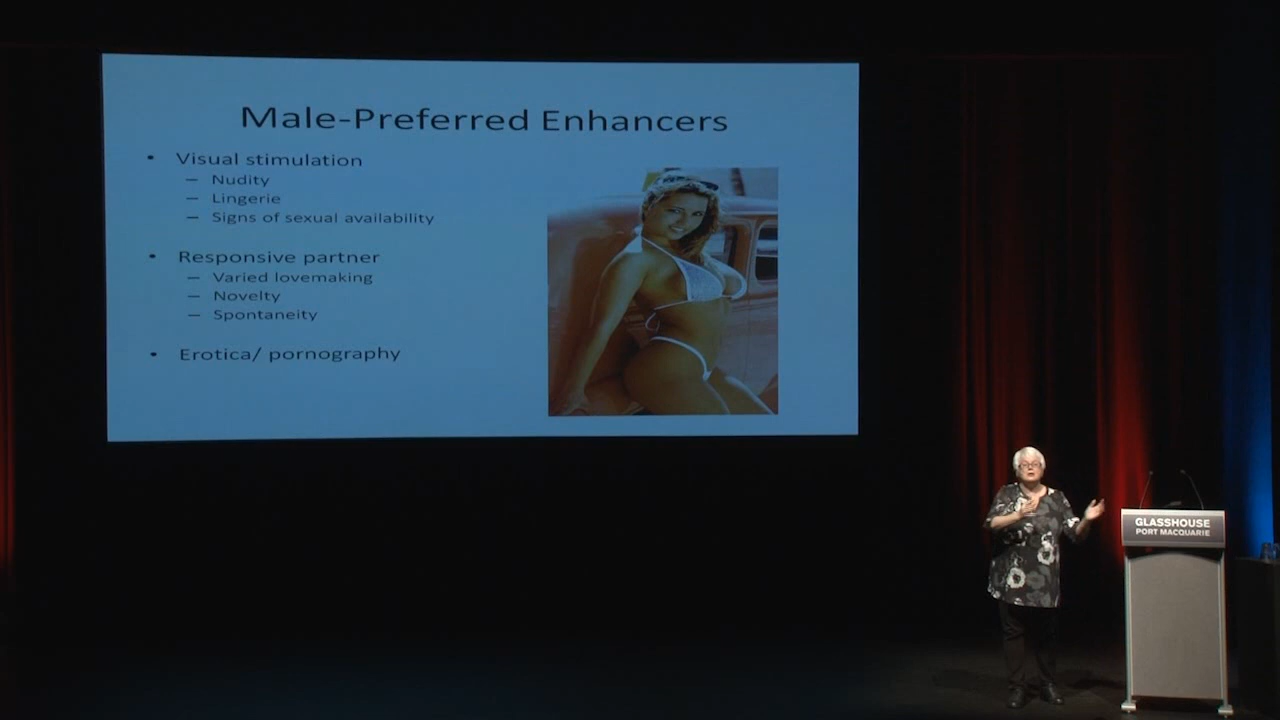 Male-Preferred Enhancers
• Visual stimulation
– Nudity
– Lingerie
– Signs of sexual availability
• Responsive partner
– Varied lovemaking
– Novelty
– Spontaneity
• Erotica/ pornography
GLASSHOUSE
PORT MACQUARIE